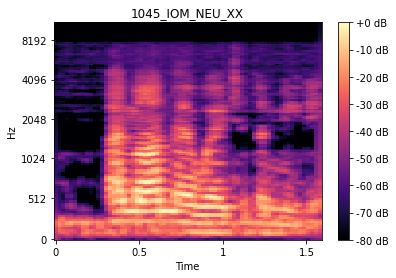 1045_IOM_NEU_XX
8192
4096
2048
1024
512
0
Hz
0
0.5
1
1.5
Time
+0 dB
-10 dB
-20 dB
-30 dB
-40 dB
-50 dB
-60 dB
-70 dB
-80 dB